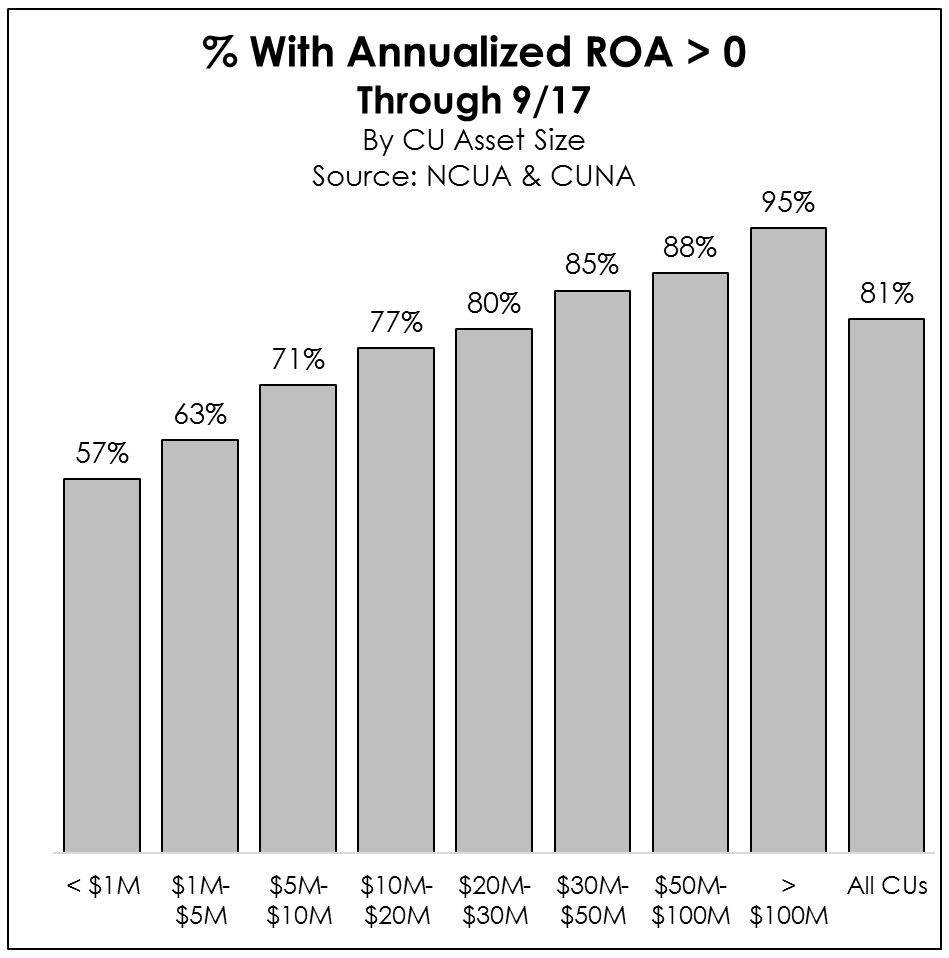 % With Annualized ROA > 0
Through 9/17
By CU Asset Size
Source: NCUA & CUNA
95%
88%
85%
81%
80%
77%
71%
63%
57%
< $1M
$1M-
$5M
$5M-
$10M
$10M-
$20M
$20M-
$30M
$30M-
$50M
$50M-
$100M
>
$100M
All CUs